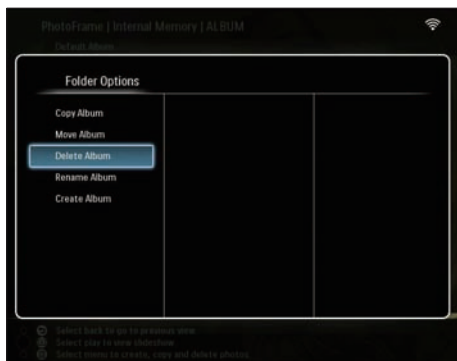 PhotoFrame | Internal Memory | ALBUM
Default Album
Folder Options
Copy Album
Move Album
Delete Album
Rename Album
Create Album
Select back to go to previous view
Select play to view slideshow
Select menu to create, copy and delete photos